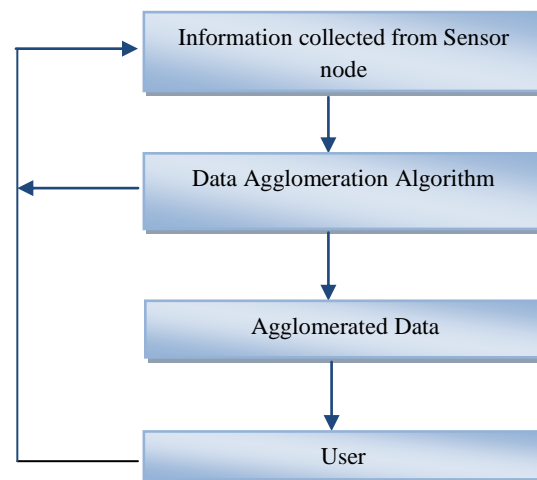 Information collected from Sensor
node
Data Agglomeration Algorithm
Agglomerated Data
User